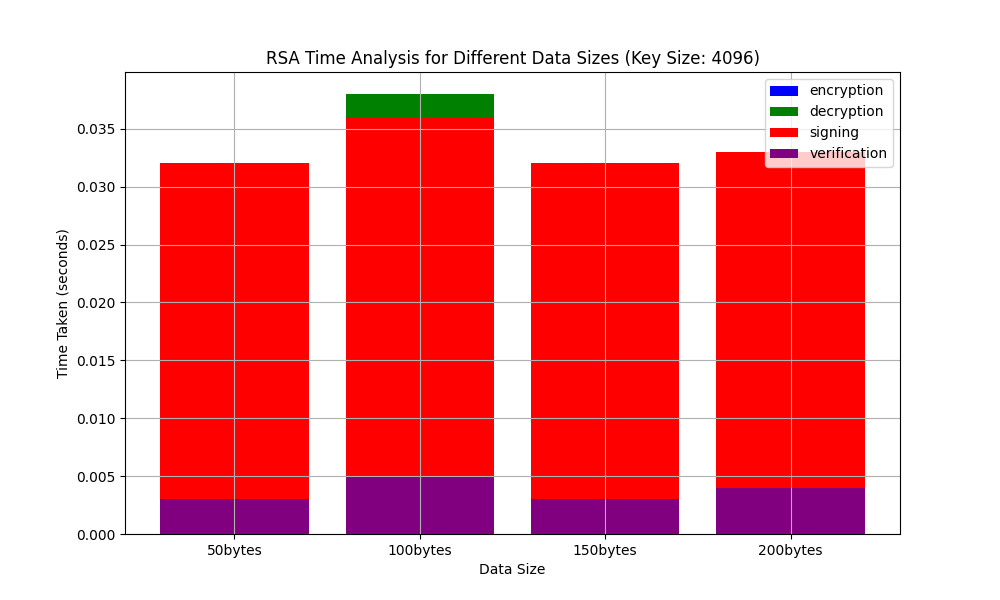 RSA Time Analysis for Different Data Sizes (Key Size: 4096)
encryption
decryption
signing
verification
0.035
0.030
0.025
0.020
0.015
0.010
0.005
0.000
Time Taken (seconds)
50bytes 100bytes 150bytes 200bytes
Data Size